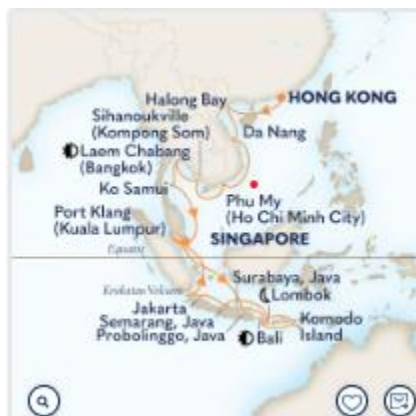 Halong Bay
HONG KONG
Sihanoukville
(Kompong Som)
Da Nang
Laem Chabang
(Bangkok)
Ko Samui
Phu My
(Ho Chi Minh City)
Port Klang
(Kuala Lumpur)
SINGAPORE
Equator
Surabaya, Java
Krakatau Volcano
Lombok
Jakarta
Semarang, Java
Probolinggo, Java
Komodo
Island
Bali